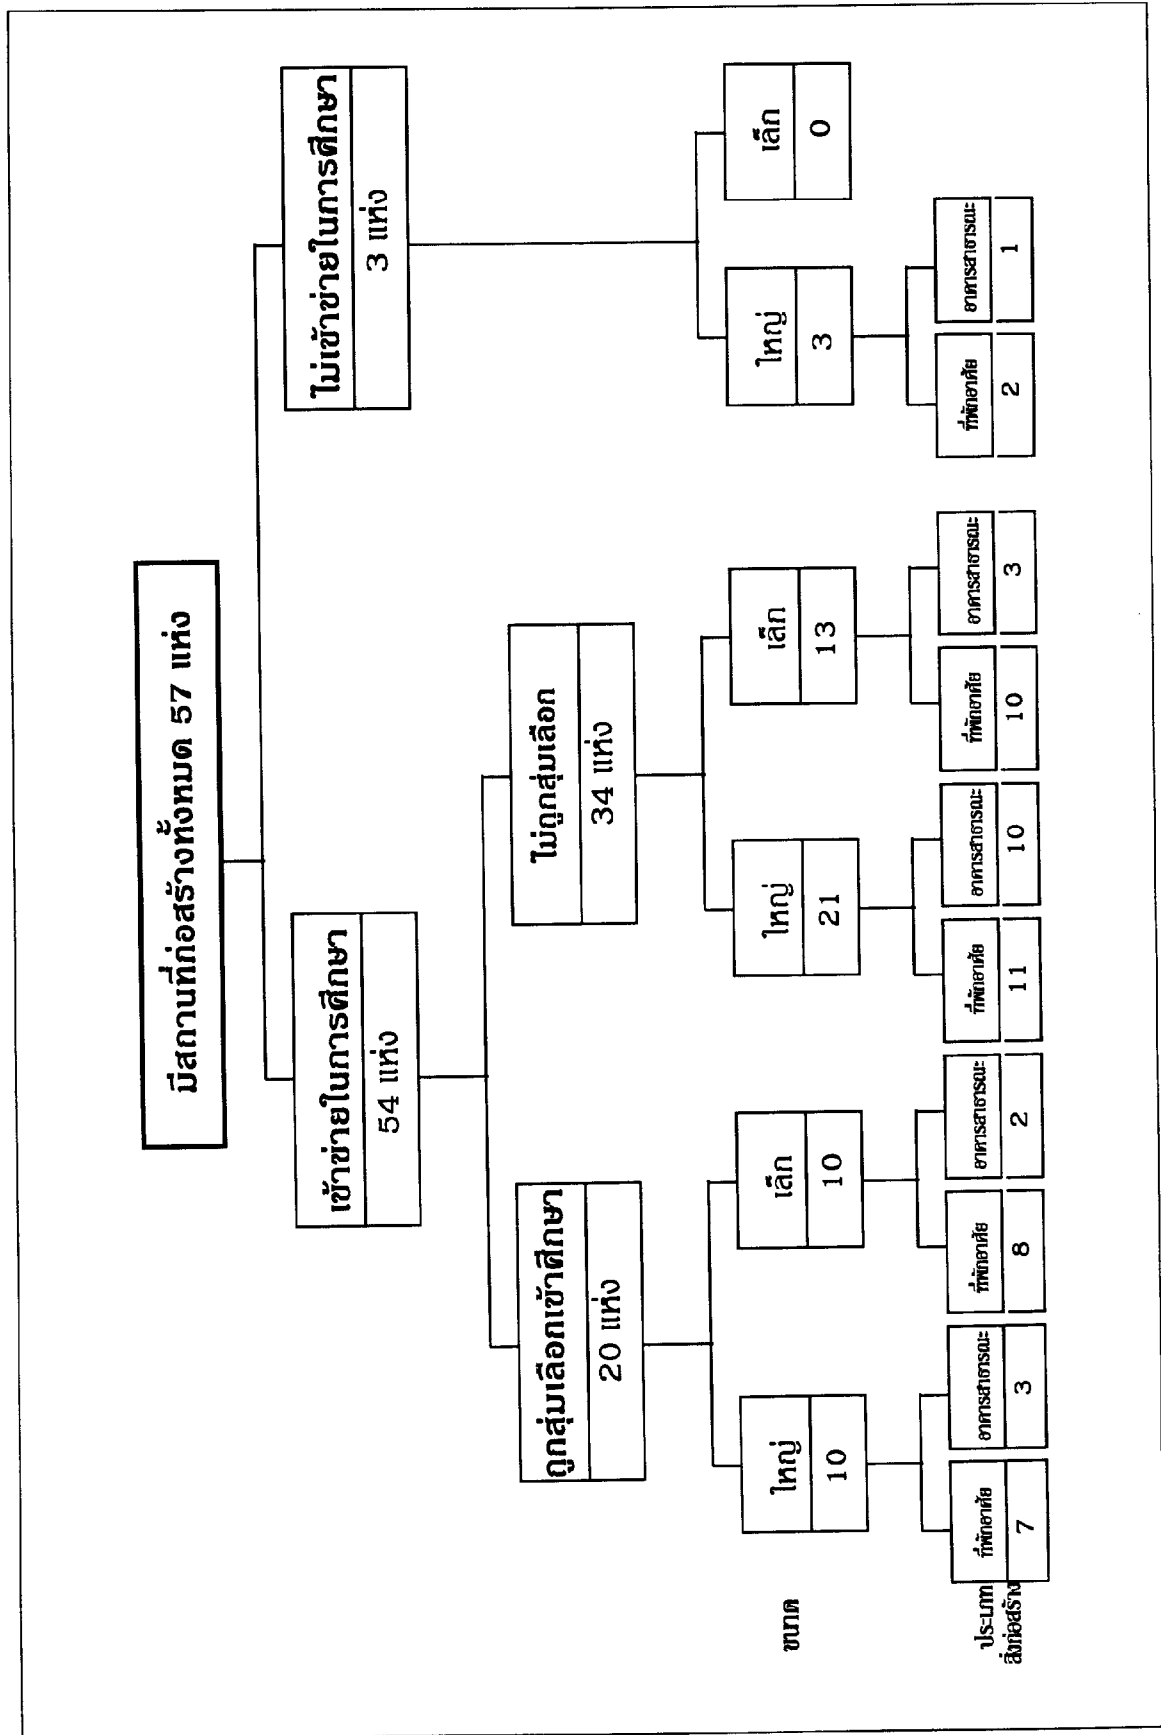 มีสถานที่ก่อสร้างทั้งหมด 57 แห่ง
เข้าข่ายในการศึกษา
54 แห่ง
ไม่เข้าข่ายในการศึกษา
3 แห่ง
ถูกสุ่มเลือกเข้าศึกษา
20 แห่ง
ไม่ถูกสุ่มเลือก
34 แห่ง
ขนาด
ใหญ่
10
เล็ก
10
ใหญ่
21
เล็ก
13
ใหญ่
3
เล็ก
0
ประเภท
สิ่งก่อสร้าง
ที่พักอาศัย
7
อาคารสาธารณะ
3
ที่พักอาศัย
8
อาคารสาธารณะ
2
ที่พักอาศัย
11
อาคารสาธารณะ
10
ที่พักอาศัย
10
อาคารสาธารณะ
3
ที่พักอาศัย
2
อาคารสาธารณะ
1